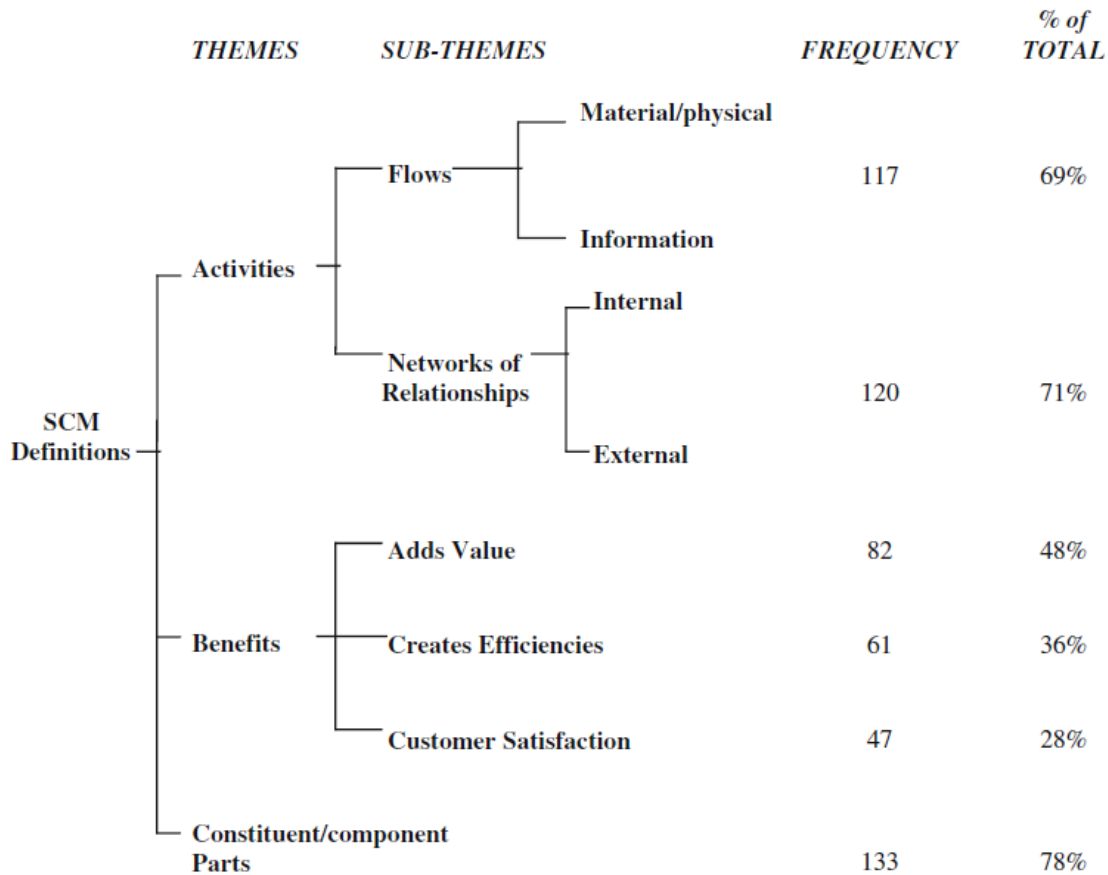 % of
THEMES SUB-THEMES FREQUENCY TOTAL
Material/physical
Flows 117 69%
Information
Activities
Internal
Networks of
Relationships 120 71%
SCM
Definitions
External
Adds Value 82 48%
Benefits Creates Efficiencies 61 36%
Customer Satisfaction 47 28%
Constituent/component
Parts 133 78%